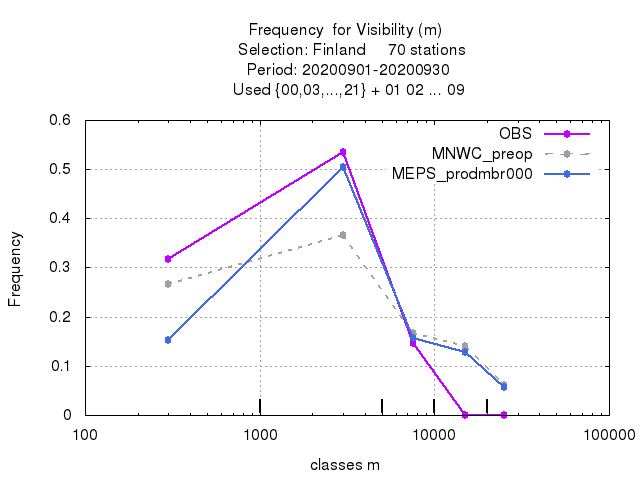 Frequency for Visibility (m)
Selection: Finland 70 stations
Period: 20200901-20200930
Used {00,03,...,21} + 01 02 ... 09
0.6
0.5
0.4
0.3
0.2
0.1
0
Frequency
OBS
MNWC_preop
MEPS_prodmbr000
100
1000
10000
100000
classes m